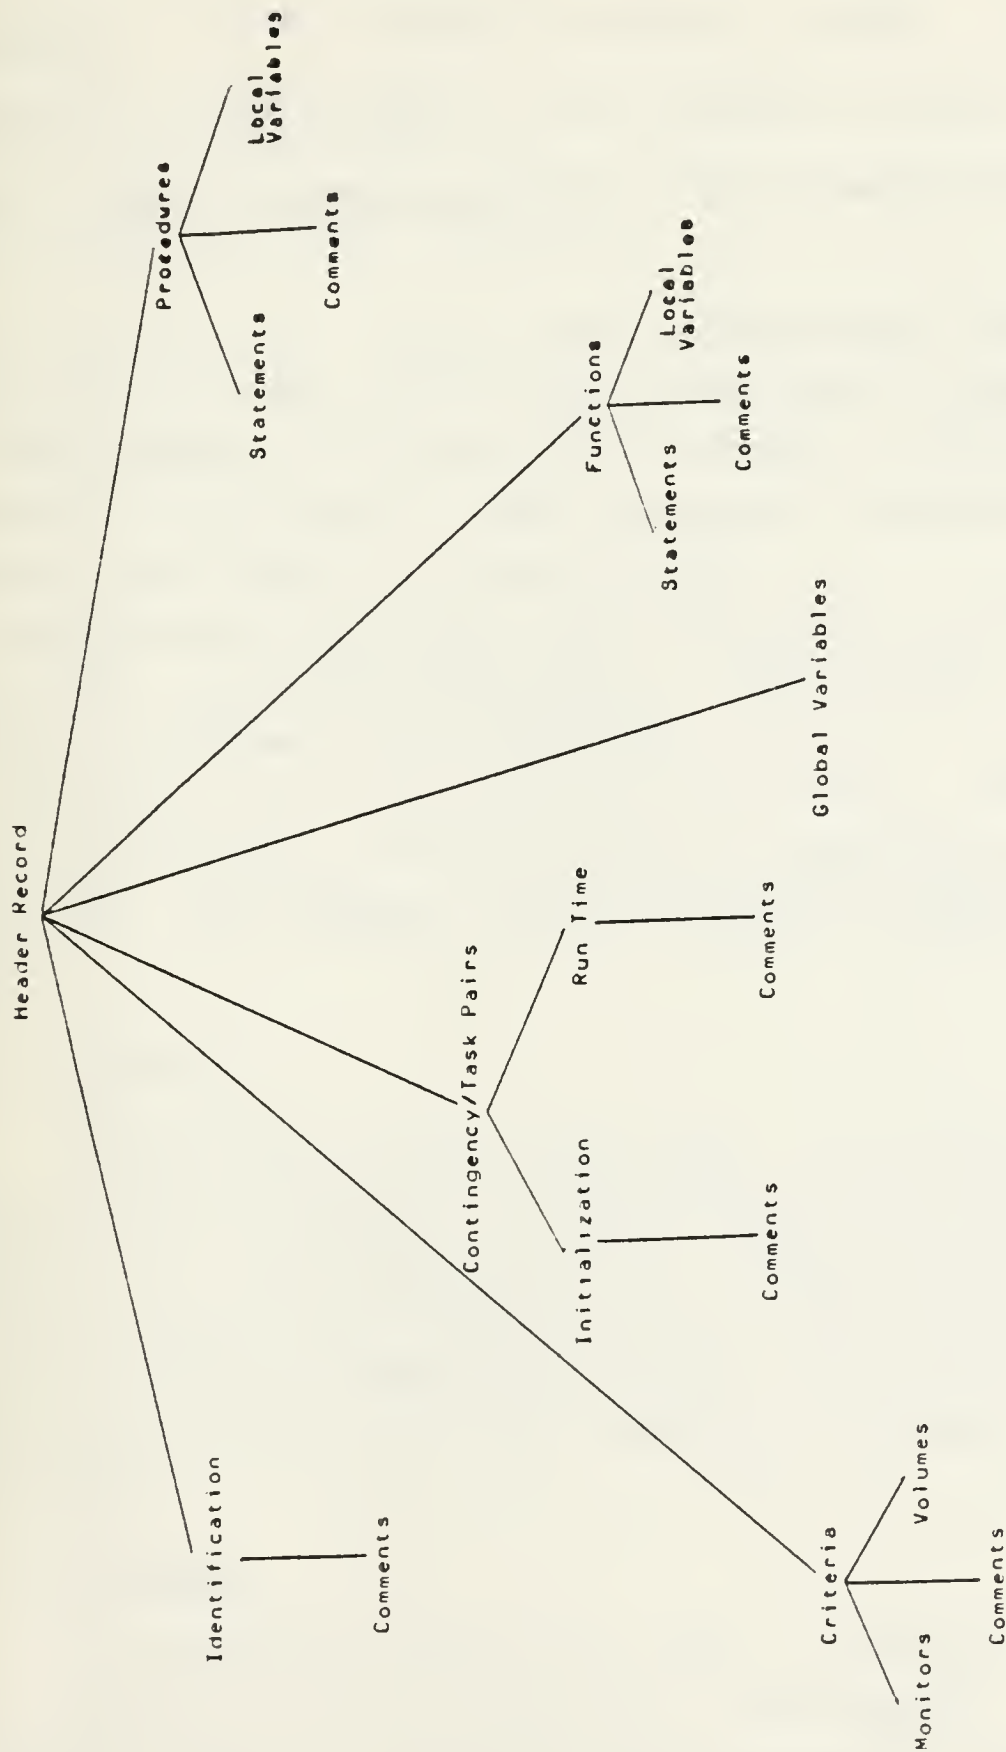 Header Record
Identification
Comments
Criteria
Monitors
Comments
Volumes
Contingency/Task Pairs
Initialization
Comments
Run Time
Comments
Global Variables
Functions
Statements
Comments
Local
Variables
Procedures
Statements
Comments
Local
Variables